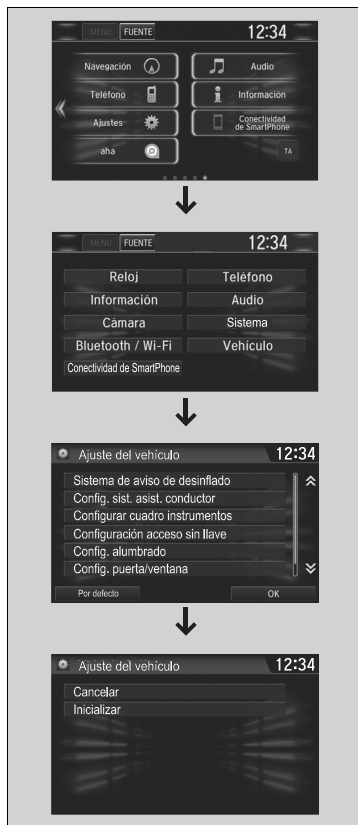 MENU FUENTE 12:34
Navegación Audio
Teléfono Información
Ajustes Conectividad
de SmartPhone
aha TA
MENU FUENTE 12:34
Reloj Teléfono
Información Audio
Cámara Sistema
Bluetooth / Wi-Fi Vehículo
Conectividad de SmartPhone
Ajuste del vehículo 12:34
Sistema de aviso de desinflado
Config. sist. asist. conductor
Configurar cuadro instrumentos
Configuración acceso sin llave
Config. alumbrado
Config. puerta/ventana
Por defecto OK
Ajuste del vehículo 12:34
Cancelar
Inicializar